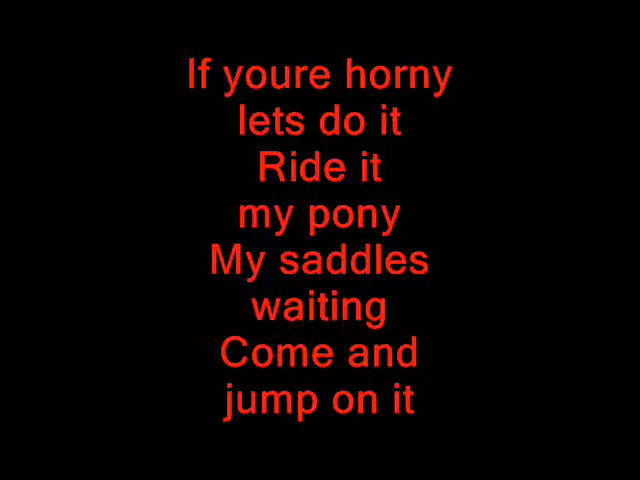 If youre horny
lets do it
Ride it
my pony
My saddles
waiting
Come and
jump on it